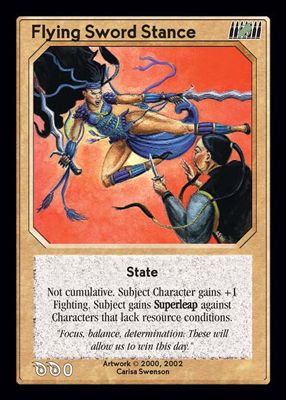 Flying Sword Stance
State
Not cumulative. Subject Character gains +1
Fighting. Subject gains Superleap against
Characters that lack resource conditions.
"Focus, balance, determination: These will
allow us to win this day."
Artwork © 2000, 2002
Carisa Swenson
0